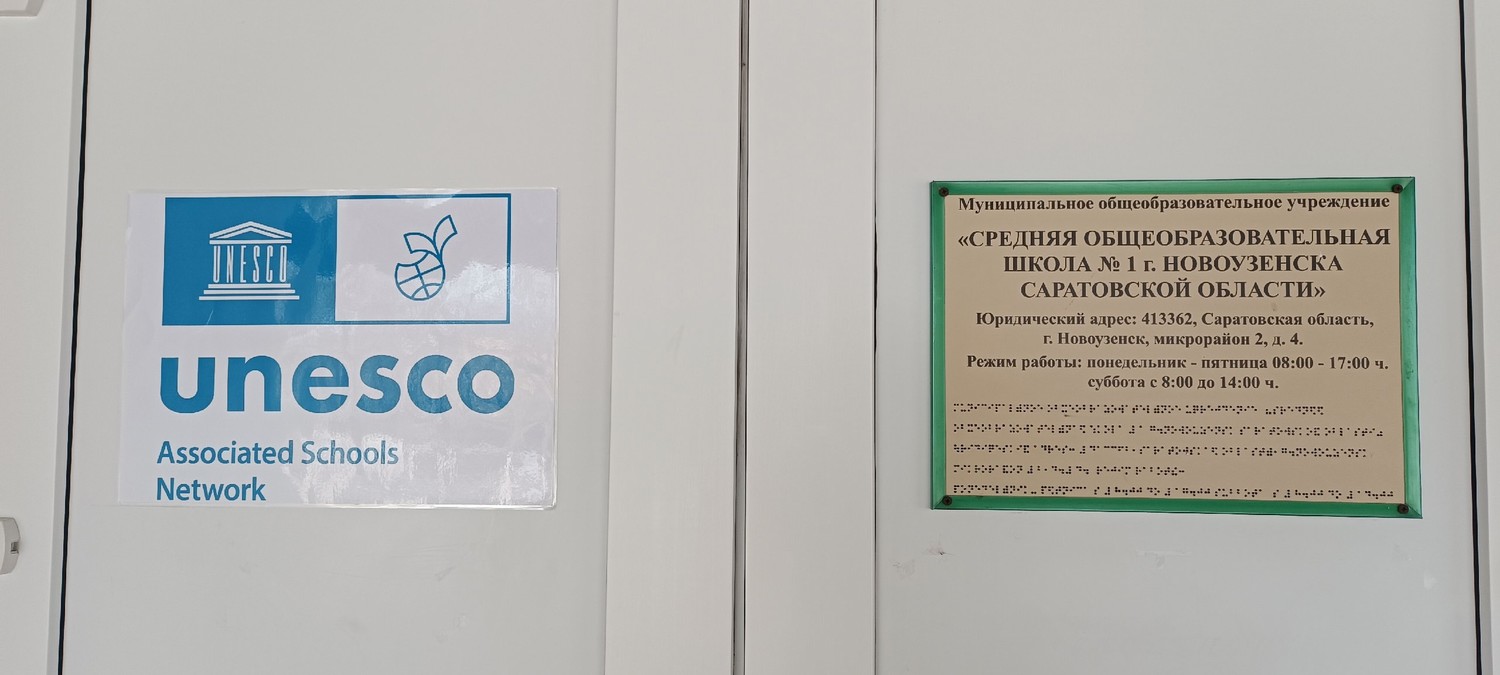 UNESCO
unesco
Associated Schools
Network
Муниципальное общеобразовательное учреждение
«СРЕДНЯЯ ОБЩЕОБРАЗОВАТЕЛЬНАЯ
ШКОЛА № 1 г. НОВОУЗЕНСКА
САРАТОВСКОЙ ОБЛАСТИ»
Юридический адрес: 413362, Саратовская область,
г. Новоузенск, микрорайон 2, д. 4.
Режим работы: понедельник - пятница 08:00 - 17:00 ч.
суббота с 8:00 до 14:00 ч.